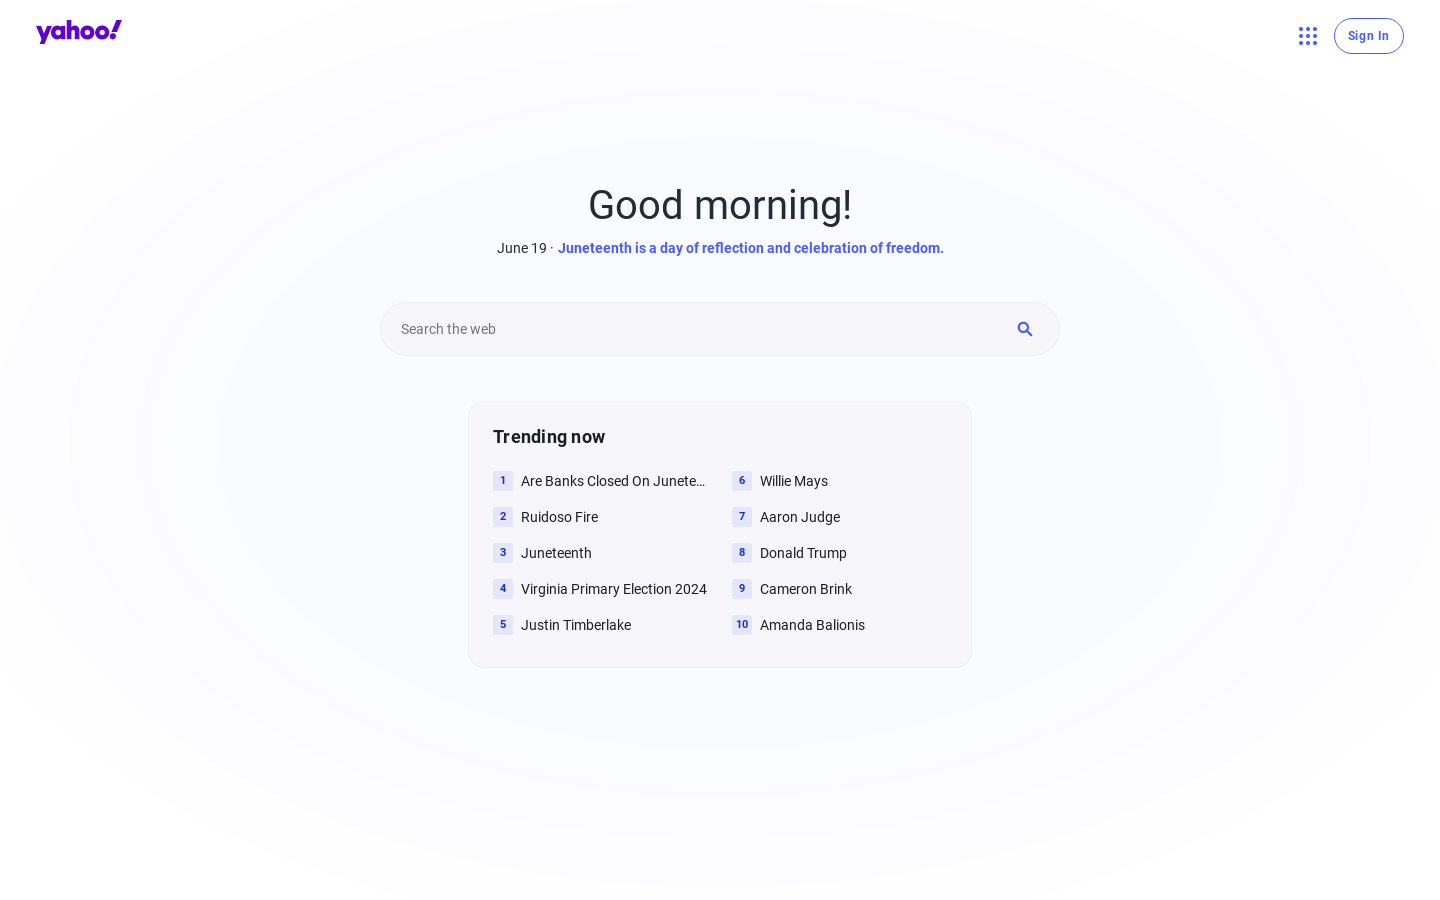 yahoo!
Sign In
Good morning!
June 19 · Juneteenth is a day of reflection and celebration of freedom.
Search the web
Trending now
1 Are Banks Closed On Junete...
2 Ruidoso Fire
3 Juneteenth
4 Virginia Primary Election 2024
5 Justin Timberlake
6 Willie Mays
7 Aaron Judge
8 Donald Trump
9 Cameron Brink
10 Amanda Balionis